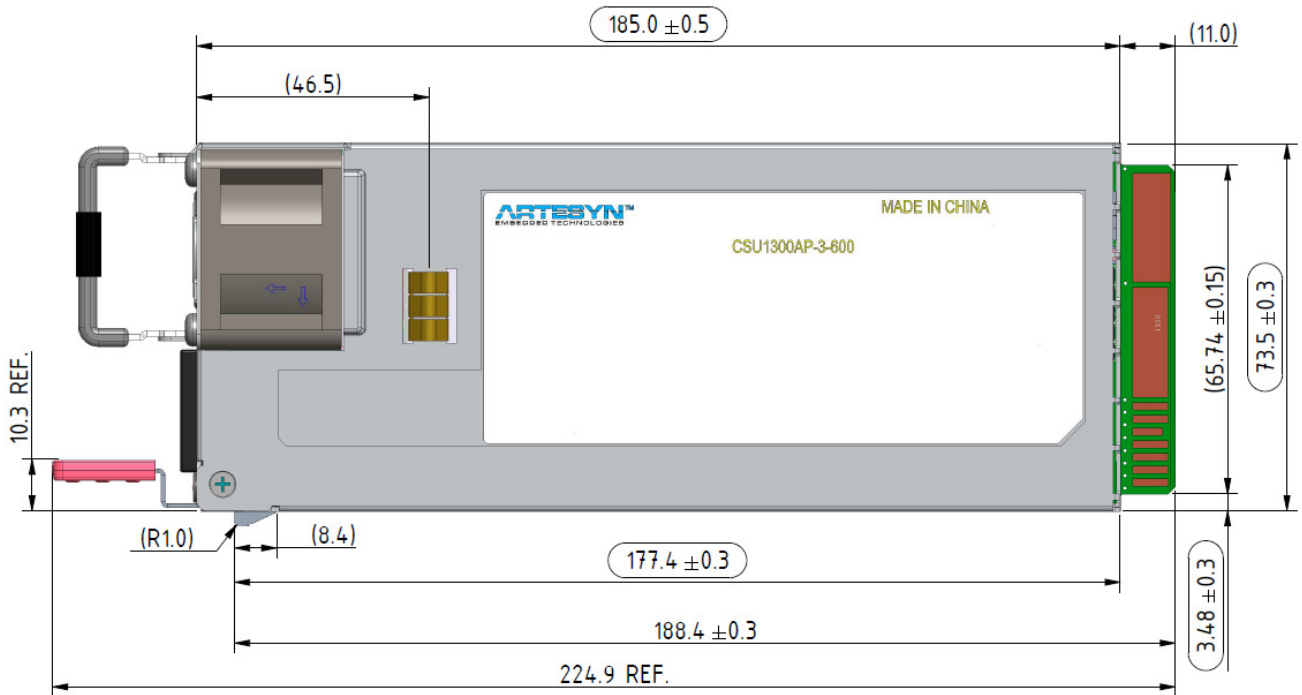 185.0 ±0.5
(11.0)
(46.5)
ARTESYN™
EMBEDDED TECHNOLOGIES
MADE IN CHINA
CSU1300AP-3-600
(65.74 ±0.15)
73.5 ±0.3
10.3 REF.
(R1.0)
(8.4)
177.4 ±0.3
3.48 ±0.3
188.4 ±0.3
224.9 REF.